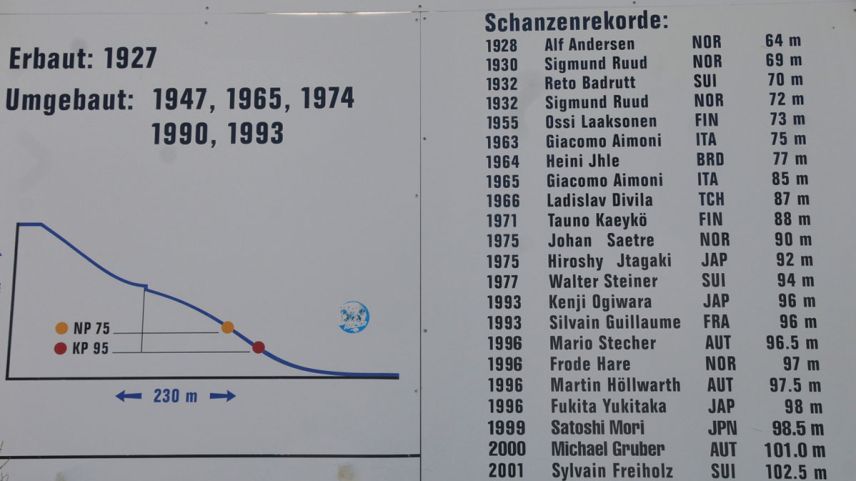 Erbaut: 1927
Umgebaut: 1947, 1965, 1974
1990, 1993
NP 75
KP 95
230 m
Schanzenrekorde:
1928 Alf Andersen NOR 64 m
1930 Sigmund Ruud NOR 69 m
1932 Reto Badrutt SUI 70 m
1932 Sigmund Ruud NOR 72 m
1955 Ossi Laaksonen FIN 73 m
1963 Giacomo Aimoni ITA 75 m
1964 Heini Jhle BRD 77 m
1965 Giacomo Aimoni ITA 85 m
1966 Ladislav Divila TCH 87 m
1971 Tauno Kaeykö FIN 88 m
1975 Johan Saetre NOR 90 m
1975 Hiroshy Jtagaki JAP 92 m
1977 Walter Steiner SUI 94 m
1993 Kenji Ogiwara JAP 96 m
1993 Silvain Guillaume FRA 96 m
1996 Mario Stecher AUT 96.5 m
1996 Frode Hare NOR 97 m
1996 Martin Höllwarth AUT 97.5 m
1996 Fukita Yukitaka JAP 98 m
1999 Satoshi Mori JPN 98.5 m
2000 Michael Gruber AUT 101.0 m
2001 Sylvain Freiholz SUI 102.5 m